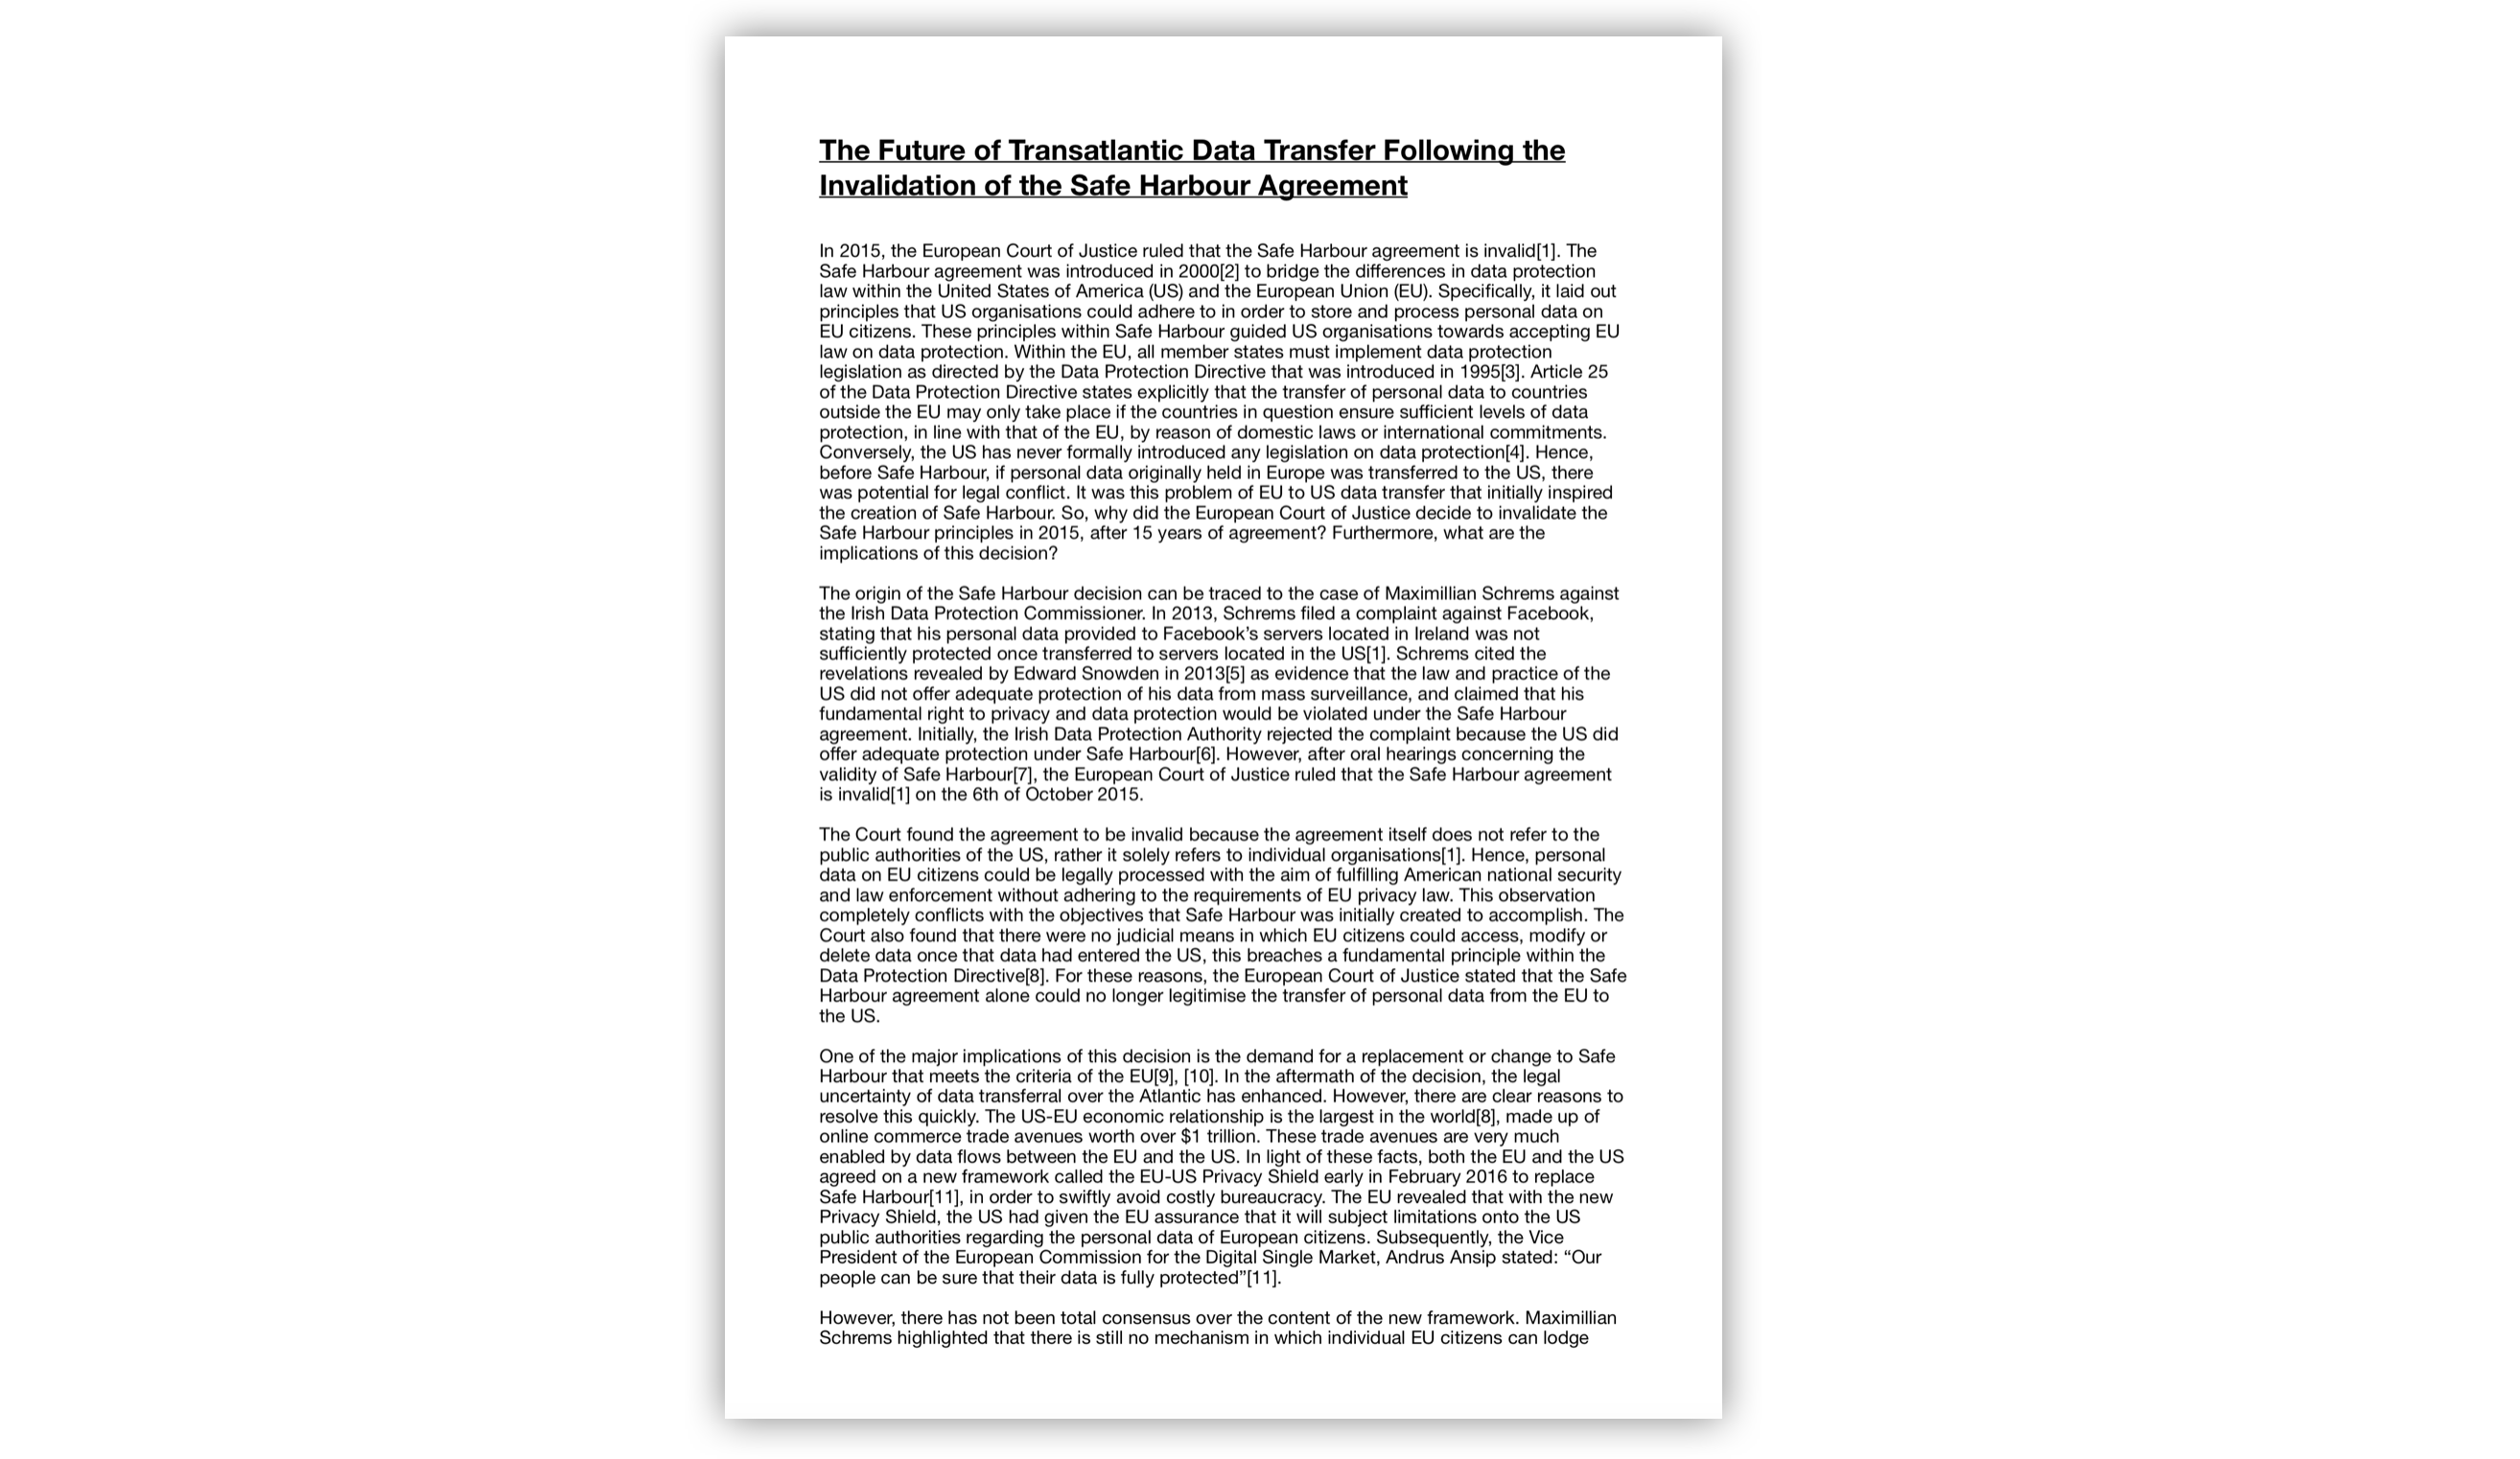 The Future of Transatlantic Data Transfer Following the
Invalidation of the Safe Harbour Agreement
In 2015, the European Court of Justice ruled that the Safe Harbour agreement is invalid[1]. The
Safe Harbour agreement was introduced in 2000[2] to bridge the differences in data protection
law within the United States of America (US) and the European Union (EU). Specifically, it laid out
principles that US organisations could adhere to in order to store and process personal data on
EU citizens. These principles within Safe Harbour guided US organisations towards accepting EU
law on data protection. Within the EU, all member states must implement data protection
legislation as directed by the Data Protection Directive that was introduced in 1995[3]. Article 25
of the Data Protection Directive states explicitly that the transfer of personal data to countries
outside the EU may only take place if the countries in question ensure sufficient levels of data
protection, in line with that of the EU, by reason of domestic laws or international commitments.
Conversely, the US has never formally introduced any legislation on data protection[4]. Hence,
before Safe Harbour, if personal data originally held in Europe was transferred to the US, there
was potential for legal conflict. It was this problem of EU to US data transfer that initially inspired
the creation of Safe Harbour. So, why did the European Court of Justice decide to invalidate the
Safe Harbour principles in 2015, after 15 years of agreement? Furthermore, what are the
implications of this decision?
The origin of the Safe Harbour decision can be traced to the case of Maximillian Schrems against
the Irish Data Protection Commissioner. In 2013, Schrems filed a complaint against Facebook,
stating that his personal data provided to Facebook’s servers located in Ireland was not
sufficiently protected once transferred to servers located in the US[1]. Schrems cited the
revelations revealed by Edward Snowden in 2013[5] as evidence that the law and practice of the
US did not offer adequate protection of his data from mass surveillance, and claimed that his
fundamental right to privacy and data protection would be violated under the Safe Harbour
agreement. Initially, the Irish Data Protection Authority rejected the complaint because the US did
offer adequate protection under Safe Harbour[6]. However, after oral hearings concerning the
validity of Safe Harbour[7], the European Court of Justice ruled that the Safe Harbour agreement
is invalid[1] on the 6th of October 2015.
The Court found the agreement to be invalid because the agreement itself does not refer to the
public authorities of the US, rather it solely refers to individual organisations[1]. Hence, personal
data on EU citizens could be legally processed with the aim of fulfilling American national security
and law enforcement without adhering to the requirements of EU privacy law. This observation
completely conflicts with the objectives that Safe Harbour was initially created to accomplish. The
Court also found that there were no judicial means in which EU citizens could access, modify or
delete data once that data had entered the US, this breaches a fundamental principle within the
Data Protection Directive[8]. For these reasons, the European Court of Justice stated that the Safe
Harbour agreement alone could no longer legitimise the transfer of personal data from the EU to
the US.
One of the major implications of this decision is the demand for a replacement or change to Safe
Harbour that meets the criteria of the EU[9], [10]. In the aftermath of the decision, the legal
uncertainty of data transferral over the Atlantic has enhanced. However, there are clear reasons to
resolve this quickly. The US-EU economic relationship is the largest in the world[8], made up of
online commerce trade avenues worth over $1 trillion. These trade avenues are very much
enabled by data flows between the EU and the US. In light of these facts, both the EU and the US
agreed on a new framework called the EU-US Privacy Shield early in February 2016 to replace
Safe Harbour[11], in order to swiftly avoid costly bureaucracy. The EU revealed that with the new
Privacy Shield, the US had given the EU assurance that it will subject limitations onto the US
public authorities regarding the personal data of European citizens. Subsequently, the Vice
President of the European Commission for the Digital Single Market, Andrus Ansip stated: “Our
people can be sure that their data is fully protected”[11].
However, there has not been total consensus over the content of the new framework. Maximillian
Schrems highlighted that there is still no mechanism in which individual EU citizens can lodge